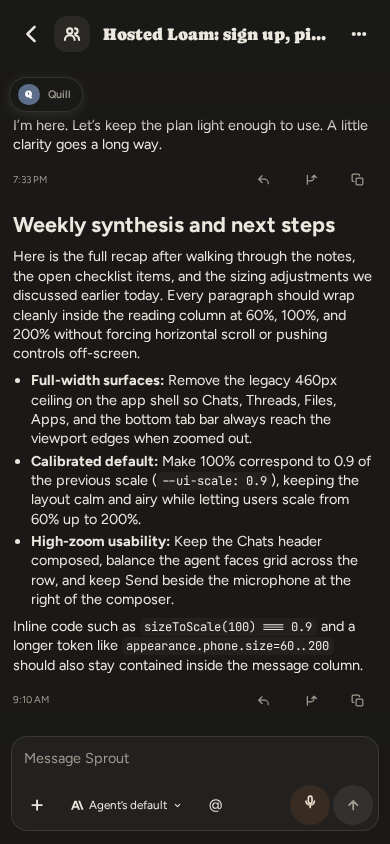 Hosted Loam: sign up, pi...
Q Quill
I'm here. Let's keep the plan light enough to use. A little
clarity goes a long way.
7:33 PM
Weekly synthesis and next steps
Here is the full recap after walking through the notes,
the open checklist items, and the sizing adjustments we
discussed earlier today. Every paragraph should wrap
cleanly inside the reading column at 60%, 100%, and
200% without forcing horizontal scroll or pushing
controls off-screen.
• Full-width surfaces: Remove the legacy 460px
ceiling on the app shell so Chats, Threads, Files,
Apps, and the bottom tab bar always reach the
viewport edges when zoomed out.
• Calibrated default: Make 100% correspond to 0.9 of
the previous scale ( --ui-scale: 0.9 ), keeping the
layout calm and airy while letting users scale from
60% up to 200%.
• High-zoom usability: Keep the Chats header
composed, balance the agent faces grid across the
row, and keep Send beside the microphone at the
right of the composer.
Inline code such as sizeToScale(100) === 0.9 and a
longer token like appearance.phone.size=60..200
should also stay contained inside the message column.
9:10 AM
Message Sprout
+ A\ Agent's default @